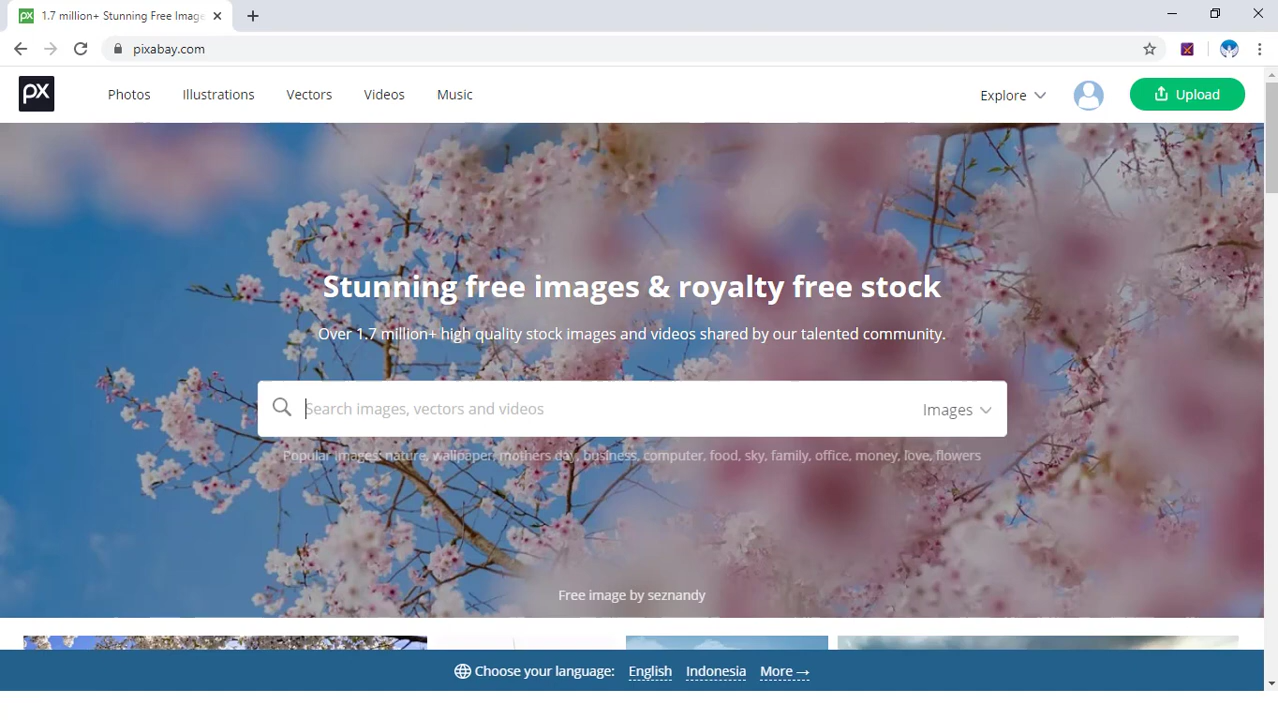 px 1.7 million+ Stunning Free Image
pixabay.com
px Photos Illustrations Vectors Videos Music Explore Upload
Stunning free images & royalty free stock
Over 1.7 million+ high quality stock images and videos shared by our talented community.
Search images, vectors and videos Images
Popular images: nature, wallpaper, mothers day, business, computer, food, sky, family, office, money, love, flowers
Free image by seznandy
Choose your language: English Indonesia More →